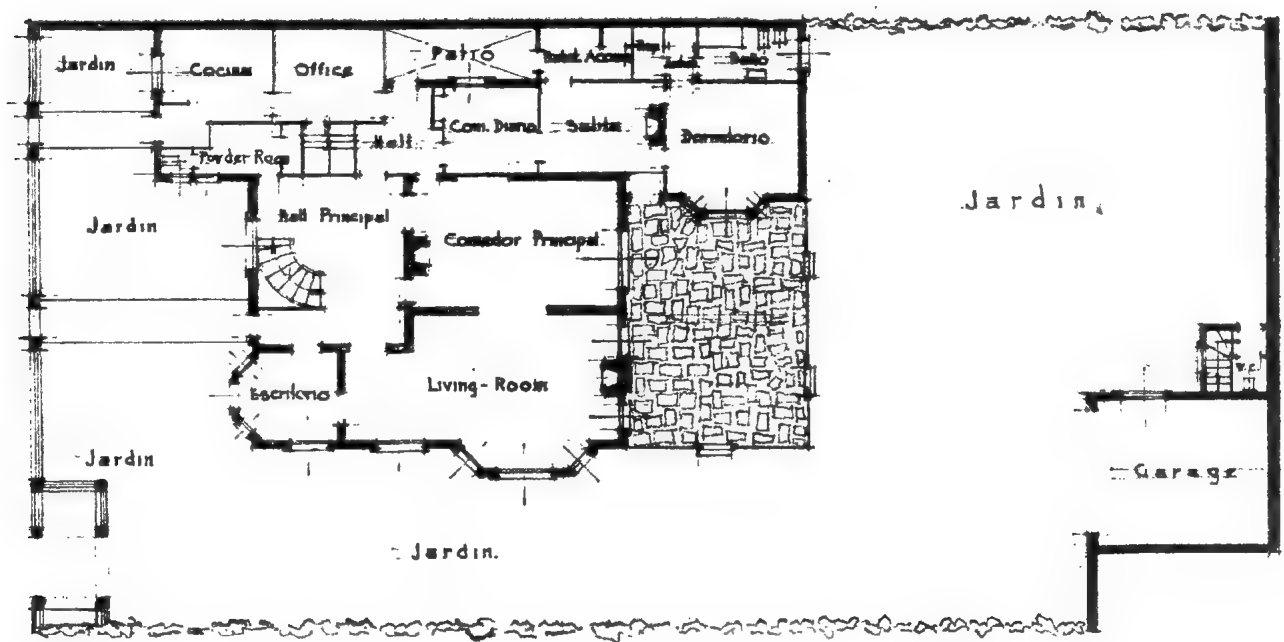 Jardin
Cocina
Office
Patio
Baño
Hall
Com. Diario
Dormitorio
Powder Room
Jardin
Hall Principal
Comedor Principal.
Jardin
Escritorio
Living-Room
W.C.
Jardin
Garage
Jardin.